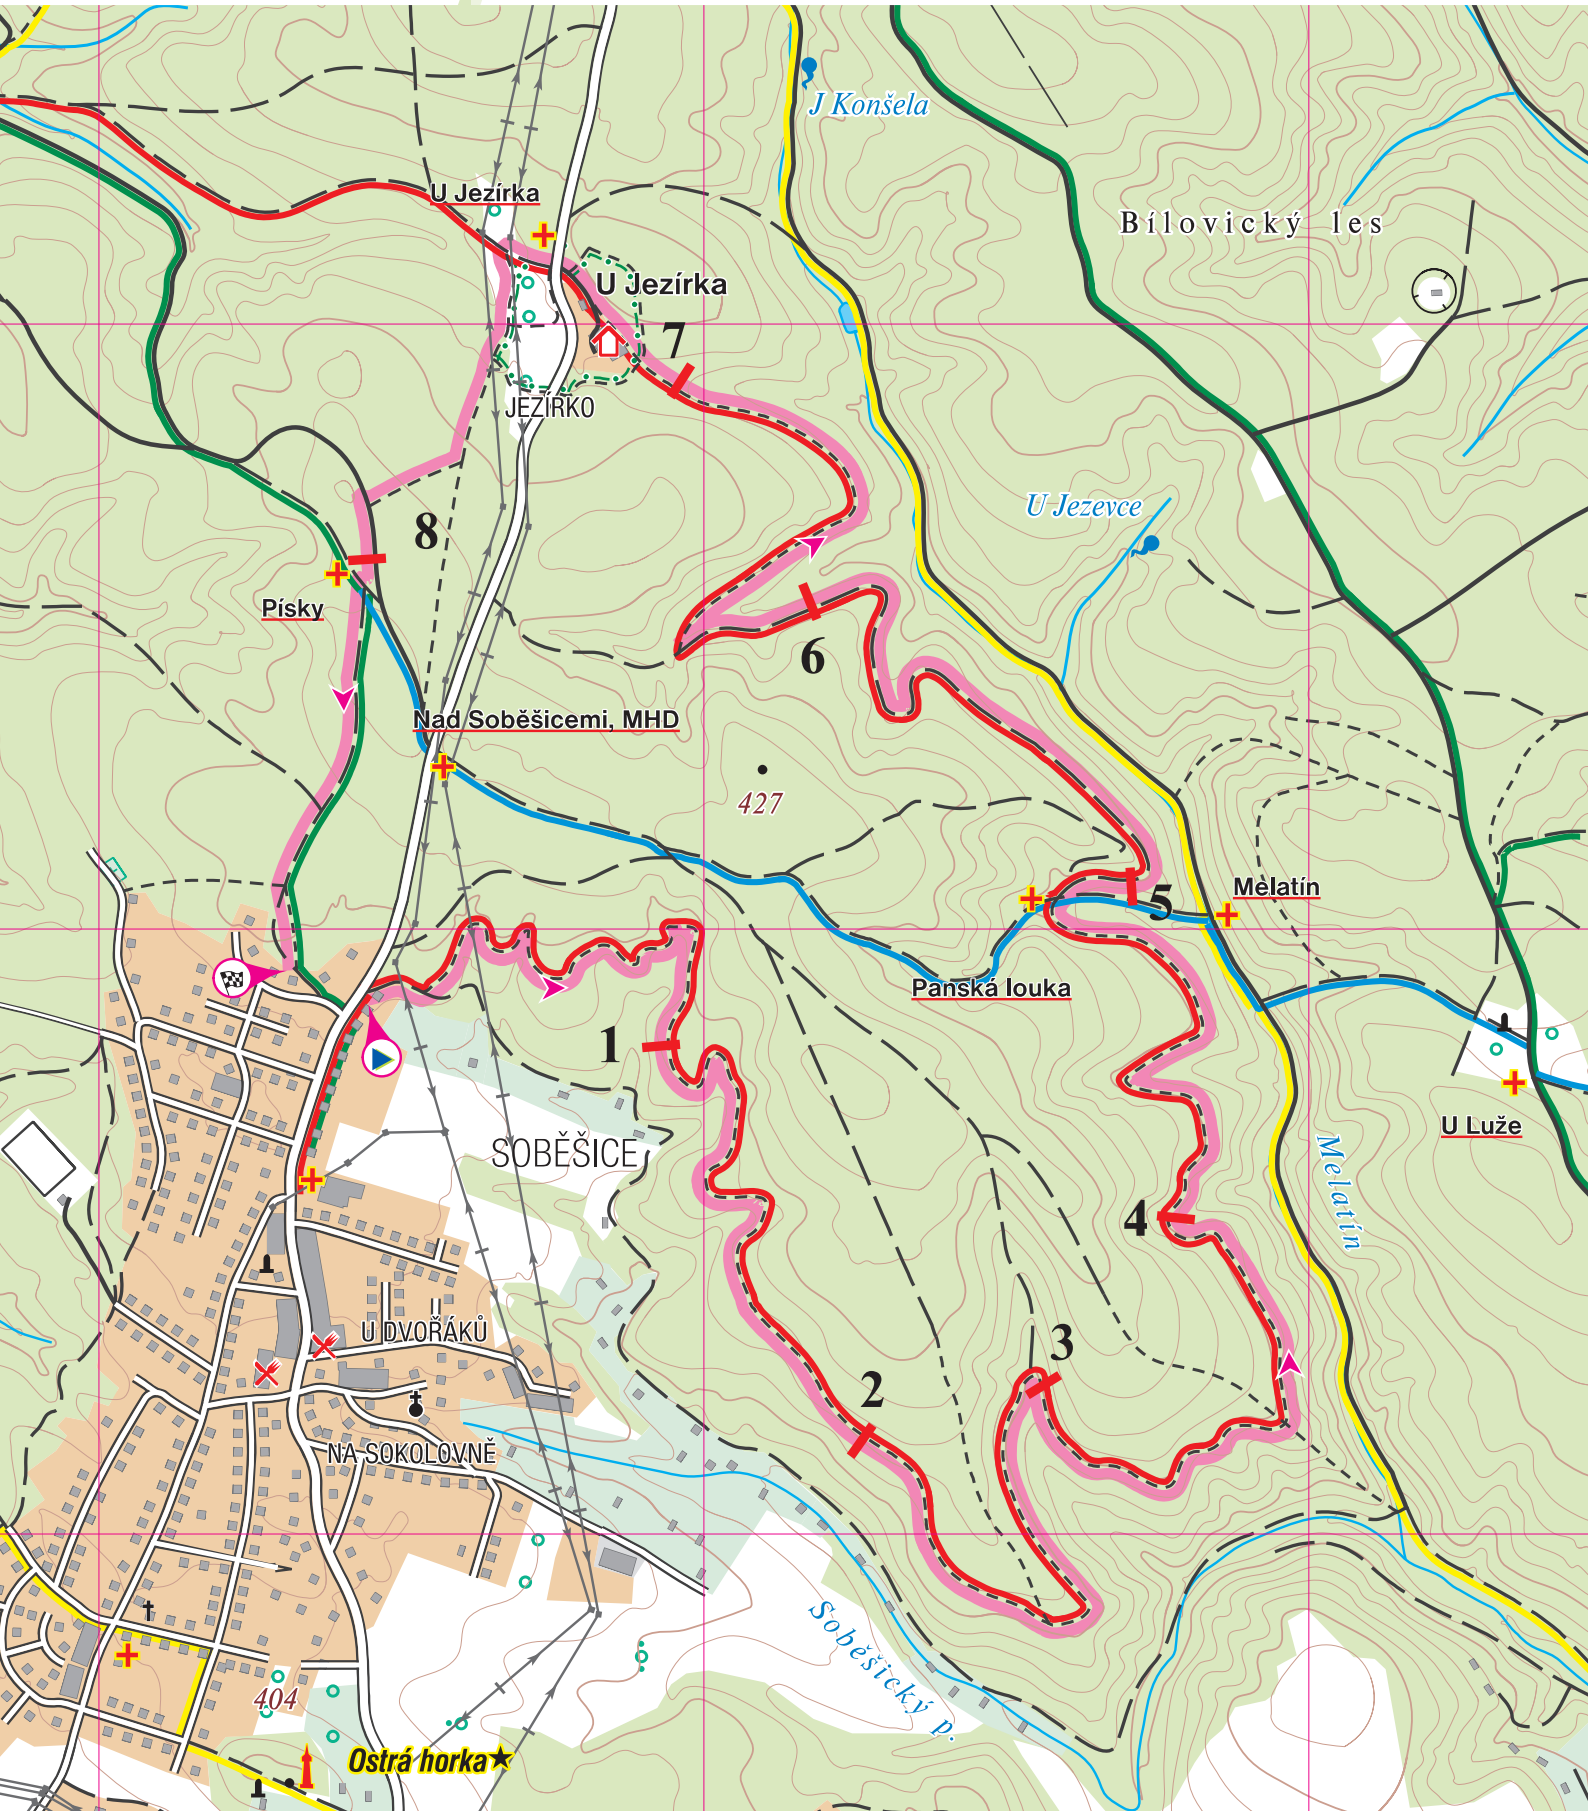 J Konšela
U Jezírka
Bílovický les
U Jezírka
7
JEZÍRKO
U Jezevce
8
Písky
6
Nad Soběšicemi, MHD
427
5
Melatín
Panská louka
1
U Luže
SOBĚŠICE
Melatín
4
U DVOŘÁKŮ
3
2
NA SOKOLOVNĚ
Soběšický p.
404
Ostrá horka